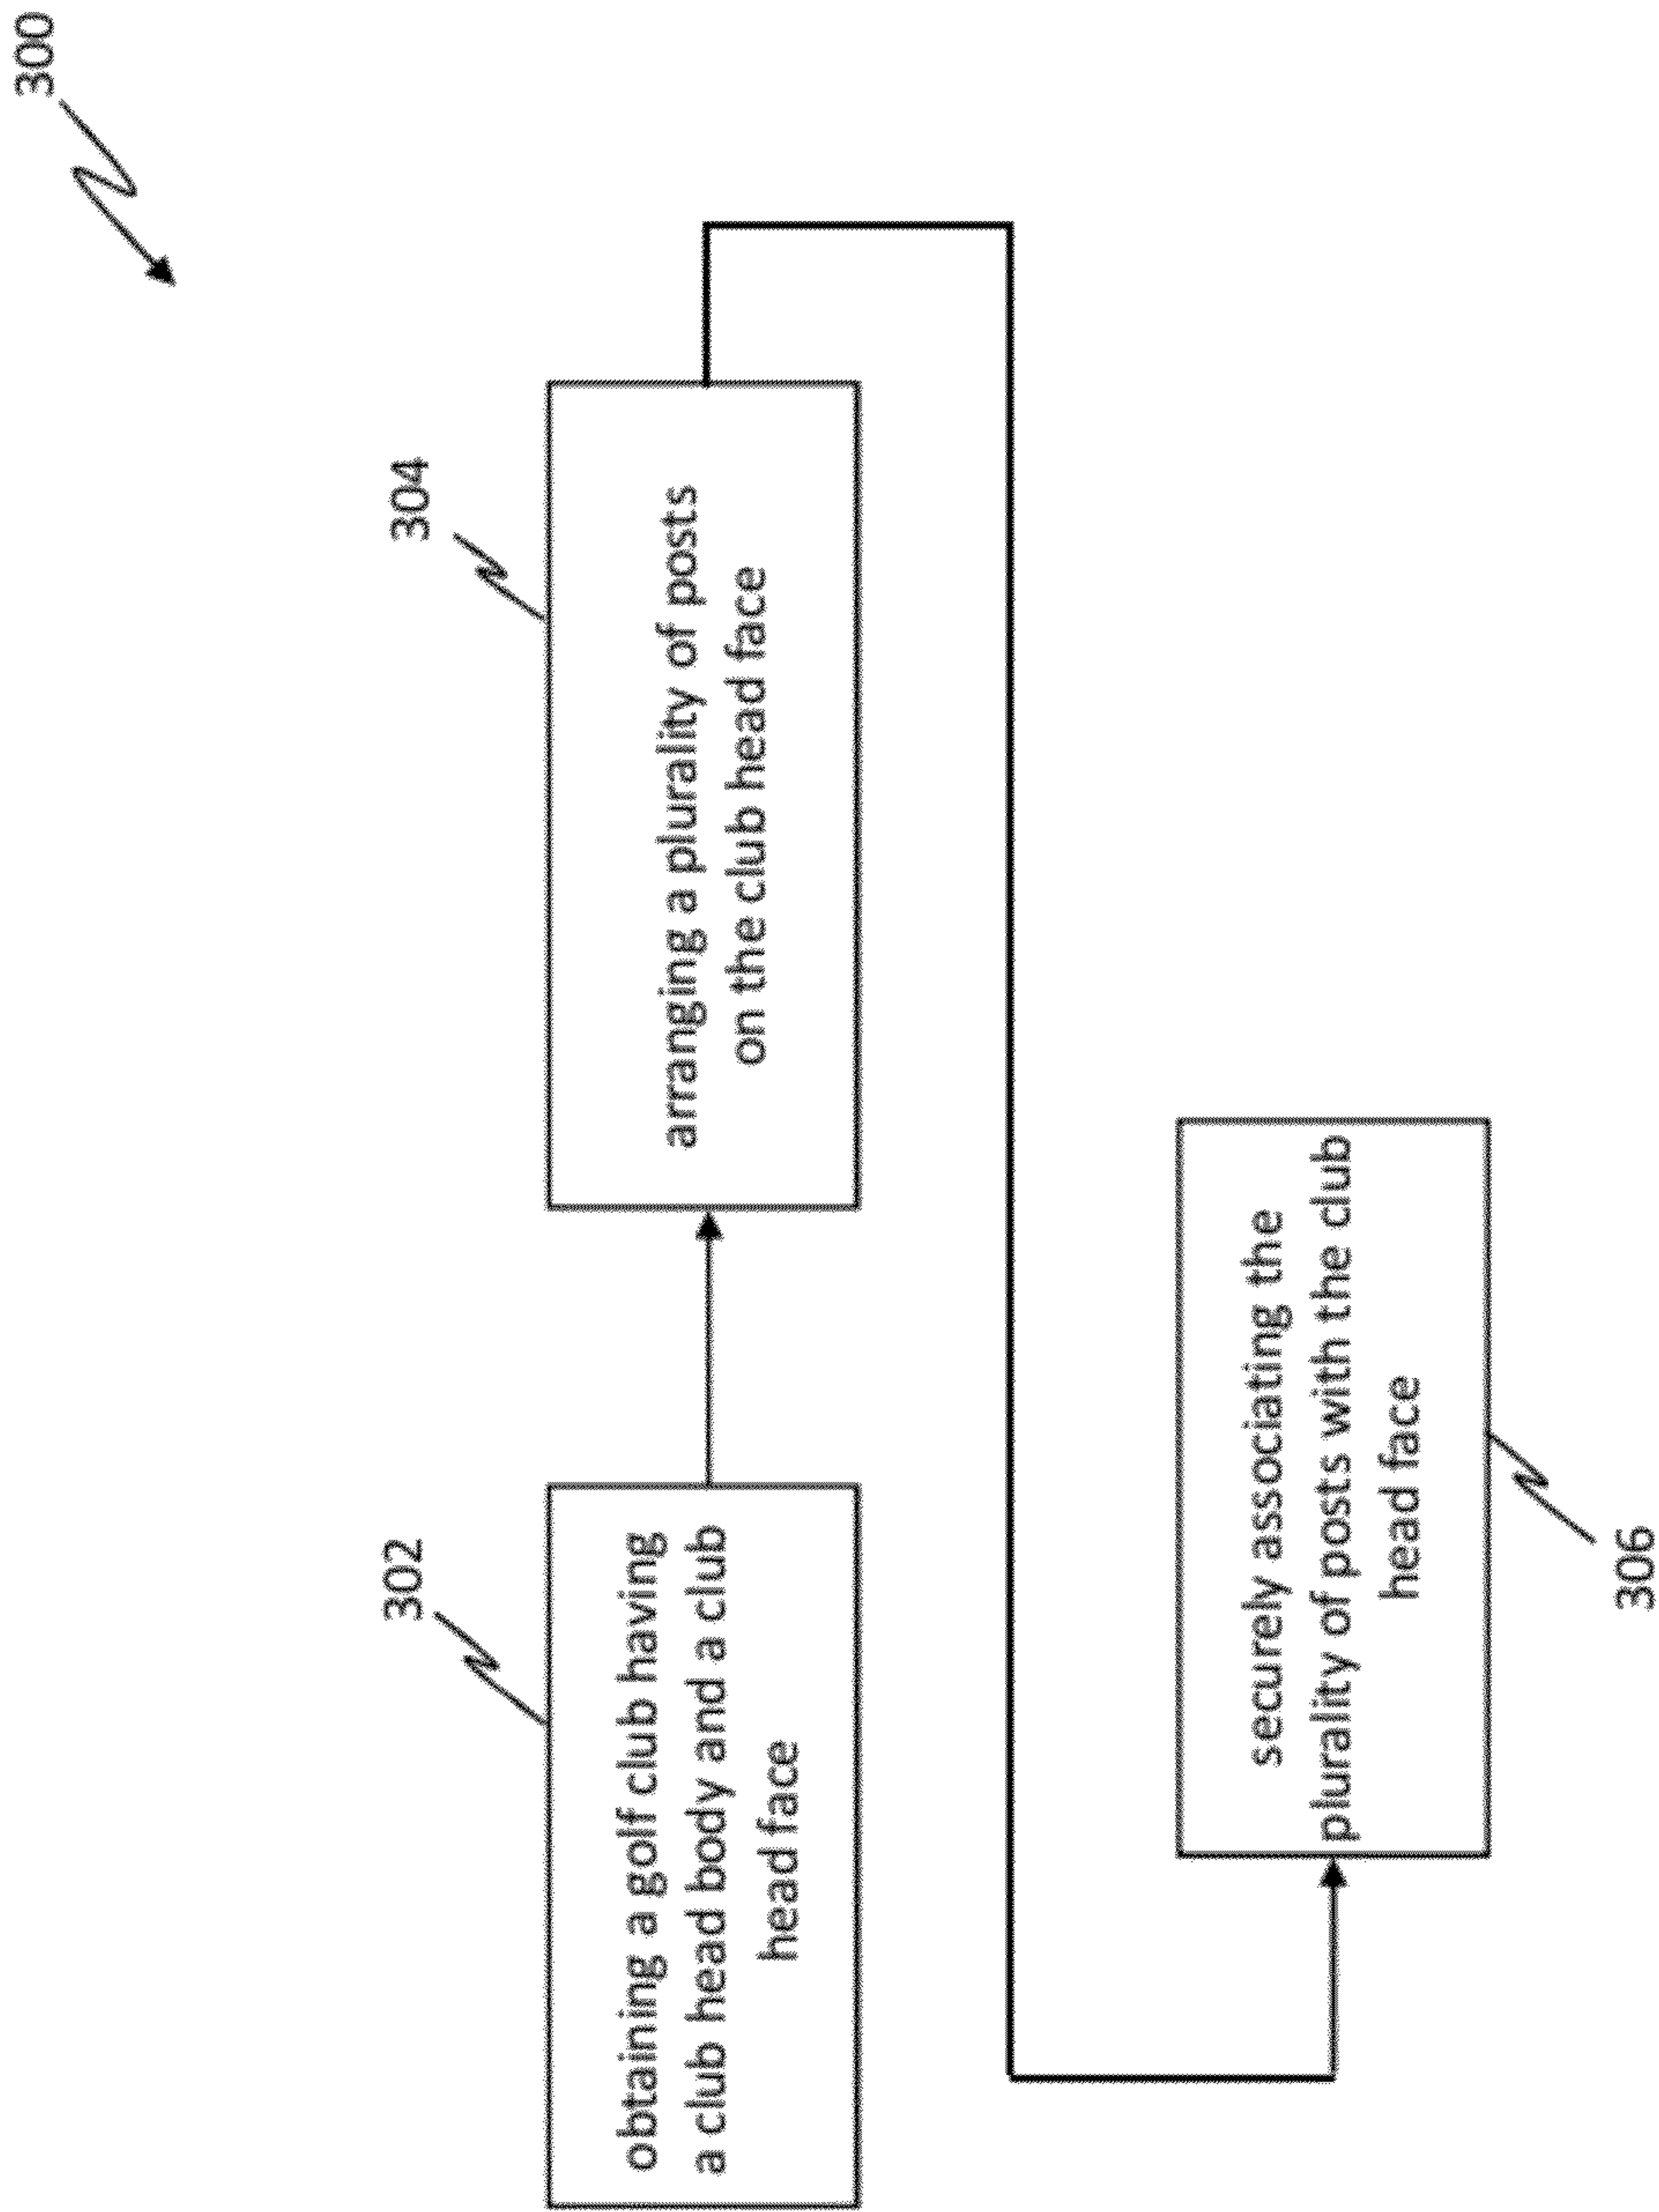 300
302
obtaining a golf club having
a club head body and a club
head face
304
arranging a plurality of posts
on the club head face
securely associating the
plurality of posts with the club
head face
306